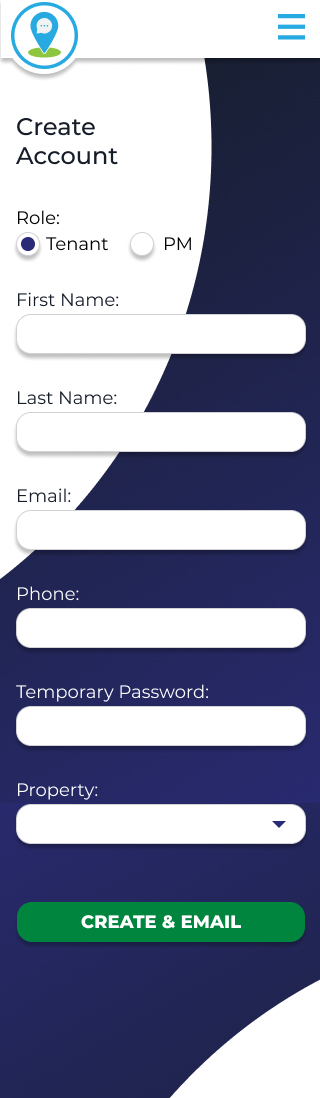 Create
Account
Role:
Tenant PM
First Name:
Last Name:
Email:
Phone:
Temporary Password:
Property:
CREATE & EMAIL